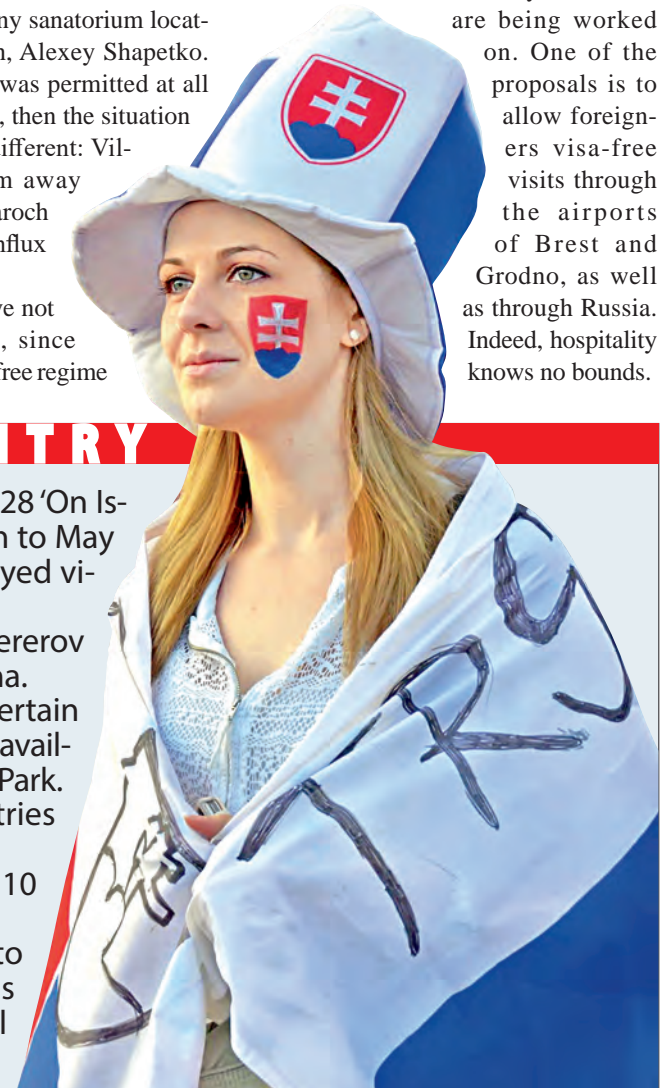 ny sanatorium locat-
n, Alexey Shapetko.
was permitted at all
, then the situation
ifferent: Vil-
m away
aroch
nflux
ve not
, since
free regime
are being worked
on. One of the
proposals is to
allow foreign-
ers visa-free
visits through
the airports
of Brest and
Grodno, as well
as through Russia.
Indeed, hospitality
knows no bounds.
TRY
28 ‘On Is-
n to May
yed vi-
ererov
na.
ertain
avail-
Park.
tries
10
to
s
l
TRS